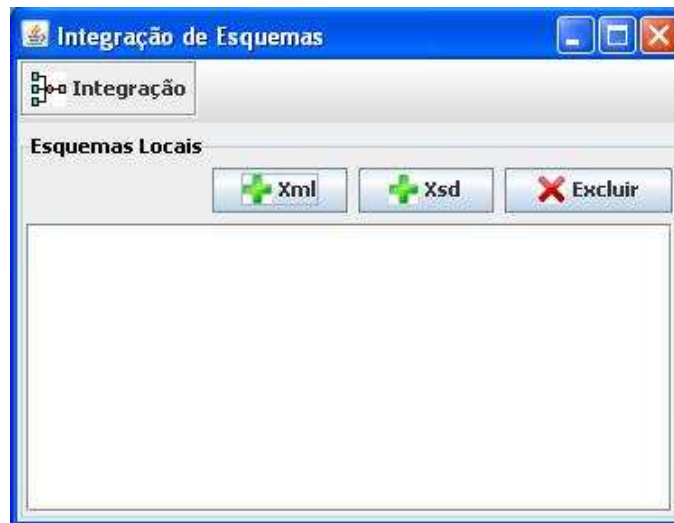 Integração de Esquemas
Integração
Esquemas Locais
Xml Xsd Excluir